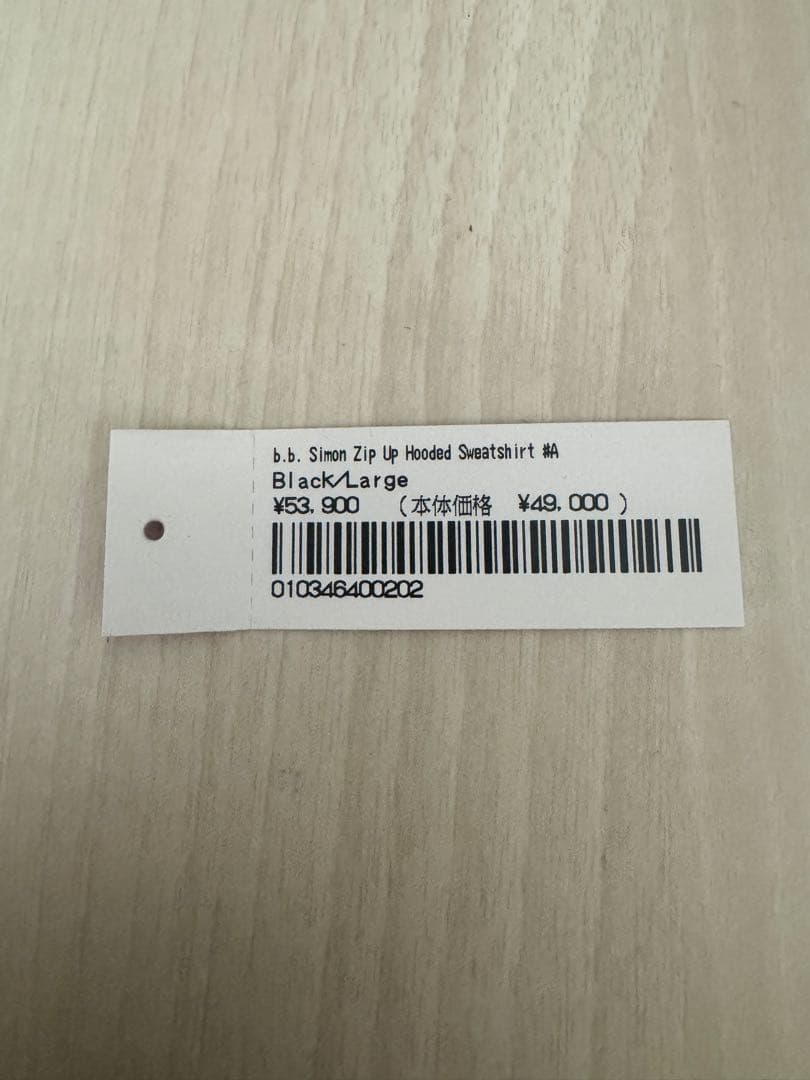 b.b. Simon Zip Up Hooded Sweatshirt #A
Black/Large
¥53,900 (本体価格 ¥49,000)
010346400202